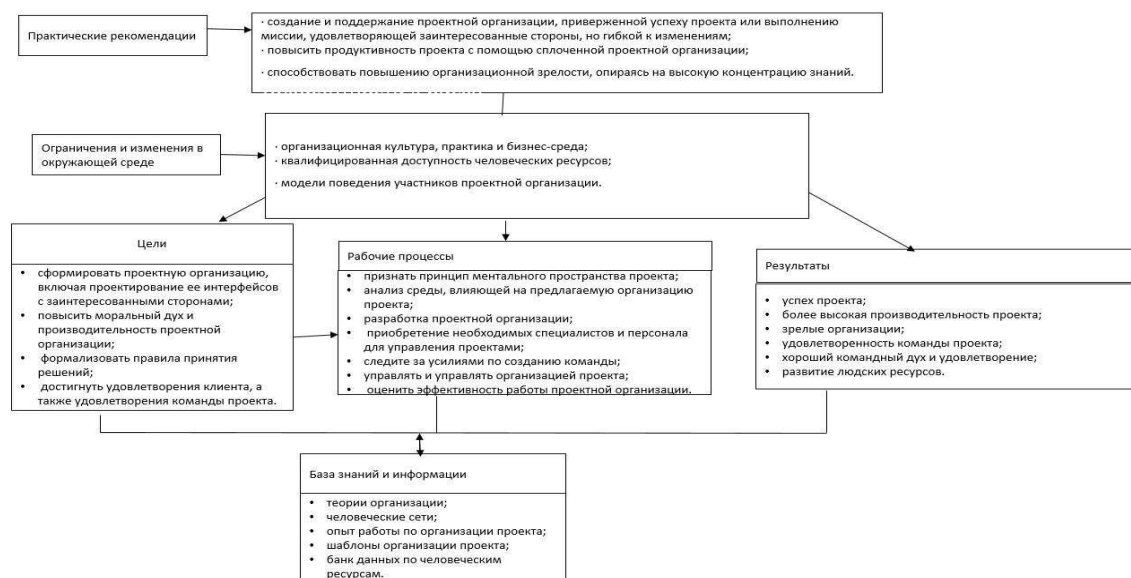 Практические рекомендации
· создание и поддержание проектной организации, приверженной успеху проекта или выполнению
миссии, удовлетворяющей заинтересованные стороны, но гибкой к изменениям;
· повысить продуктивность проекта с помощью сплоченной проектной организации;
· способствовать повышению организационной зрелости, опираясь на высокую концентрацию знаний.
Ограничения и изменения в
окружающей среде
· организационная культура, практика и бизнес-среда;
· квалифицированная доступность человеческих ресурсов;
· модели поведения участников проектной организации.
Цели
• сформировать проектную организацию,
включая проектирование ее интерфейсов
с заинтересованными сторонами;
• повысить моральный дух и
производительность проектной
организации;
• формализовать правила принятия
решений;
• достигнуть удовлетворения клиента, а
также удовлетворения команды проекта.
Рабочие процессы
• признать принцип ментального пространства проекта;
• анализ среды, влияющей на предлагаемую организацию
проекта;
• разработка проектной организации;
• приобретение необходимых специалистов и персонала
для управления проектами;
• следите за усилиями по созданию команды;
• управлять и управлять организацией проекта;
• оценить эффективность работы проектной организации.
Результаты
• успех проекта;
• более высокая производительность проекта;
• зрелые организации;
• удовлетворенность команды проекта;
• хороший командный дух и удовлетворение;
• развитие людских ресурсов.
База знаний и информации
• теории организации;
• человеческие сети;
• опыт работы по организации проекта;
• шаблоны организации проекта;
• банк данных по человеческим
ресурсам.